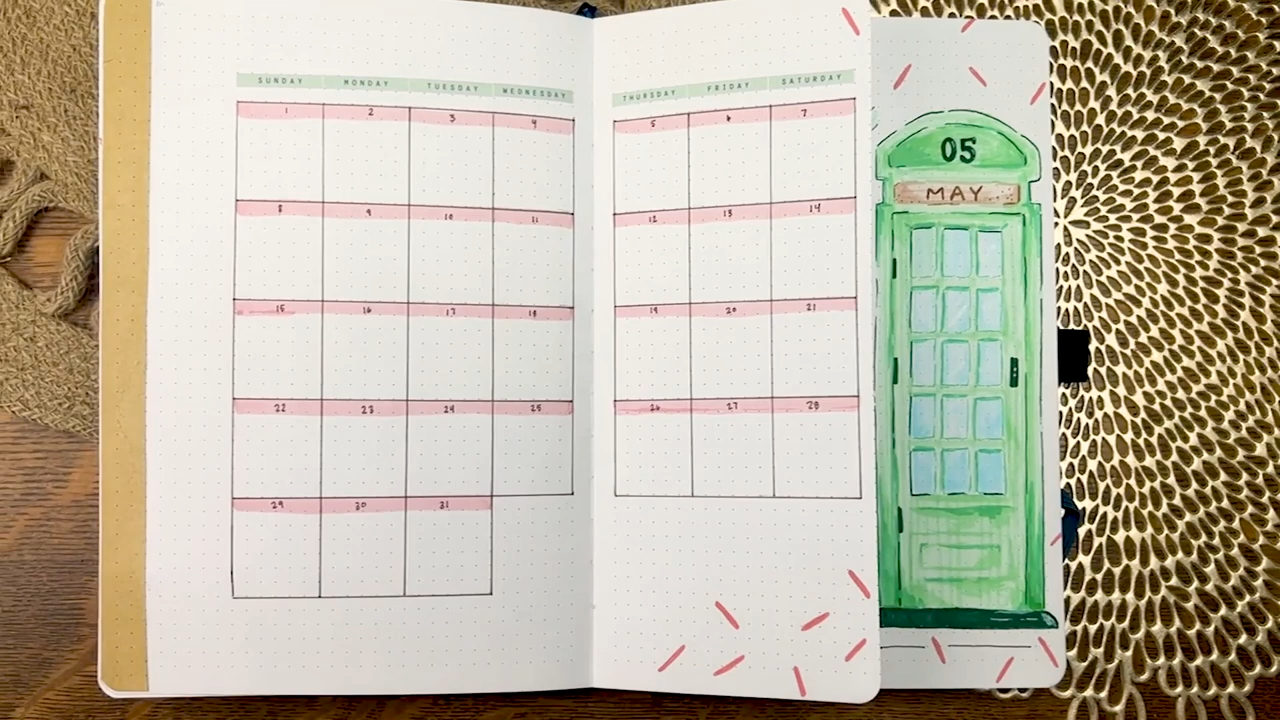 SUNDAY MONDAY TUESDAY WEDNESDAY THURSDAY FRIDAY SATURDAY
1 2 3 4 5 6 7
8 9 10 11 12 13 14
15 16 17 18 19 20 21
22 23 24 25 26 27 28
29 30 31
05
MAY